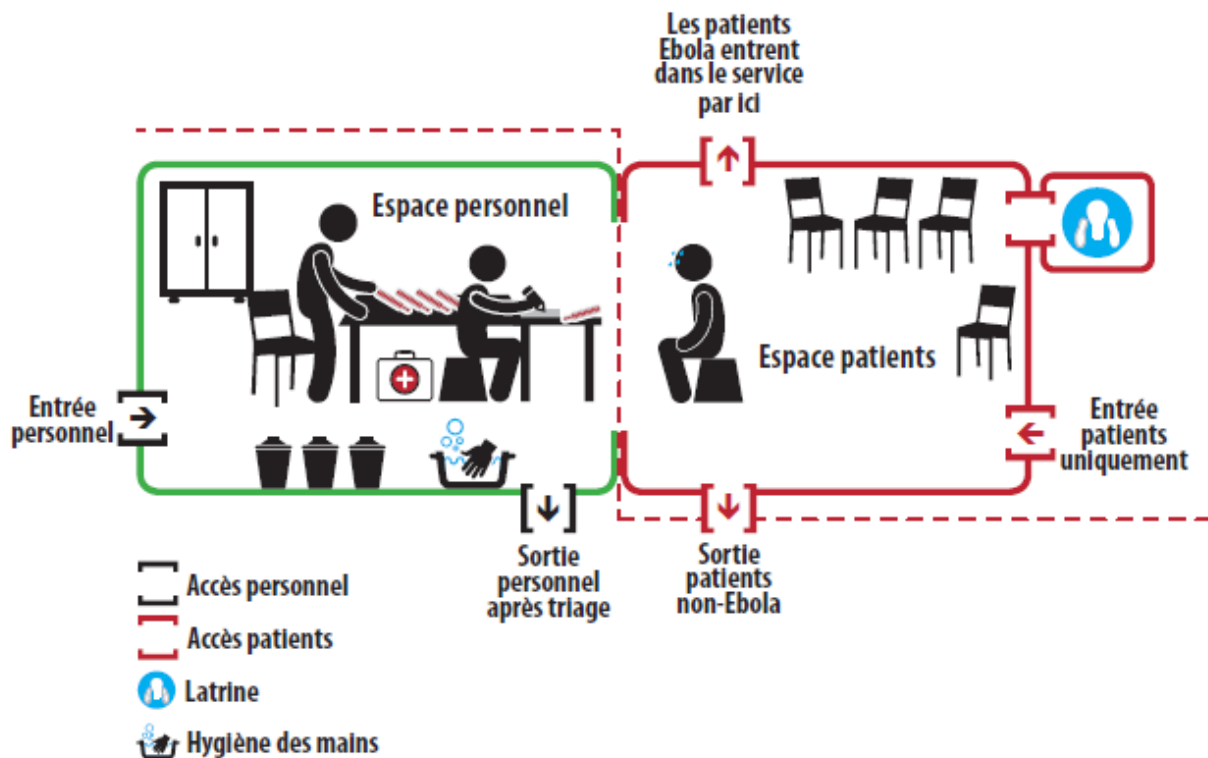 Les patients
Ebola entrent
dans le service
par ici
Espace personnel
Espace patients
Entrée
personnel
Entrée
patients
uniquement
Sortie
personnel
après triage
Sortie
patients
non-Ebola
Accès personnel
Accès patients
Latrine
Hygiène des mains